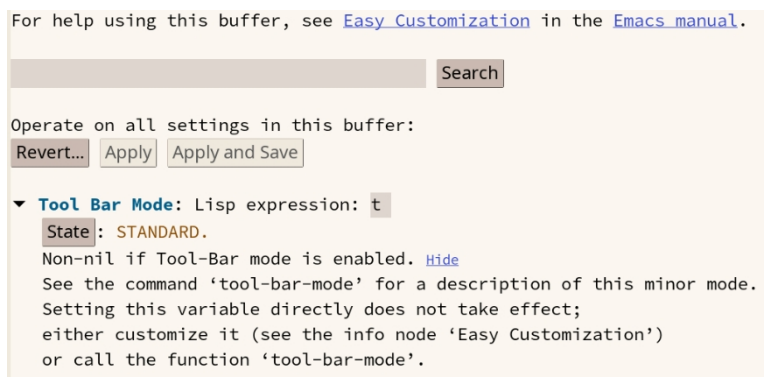 For help using this buffer, see Easy Customization in the Emacs manual.
Search
Operate on all settings in this buffer:
Revert... Apply Apply and Save
Tool Bar Mode: Lisp expression: t
State : STANDARD.
Non-nil if Tool-Bar mode is enabled. Hide
See the command ‘tool-bar-mode’ for a description of this minor mode.
Setting this variable directly does not take effect;
either customize it (see the info node ‘Easy Customization’)
or call the function ‘tool-bar-mode’.